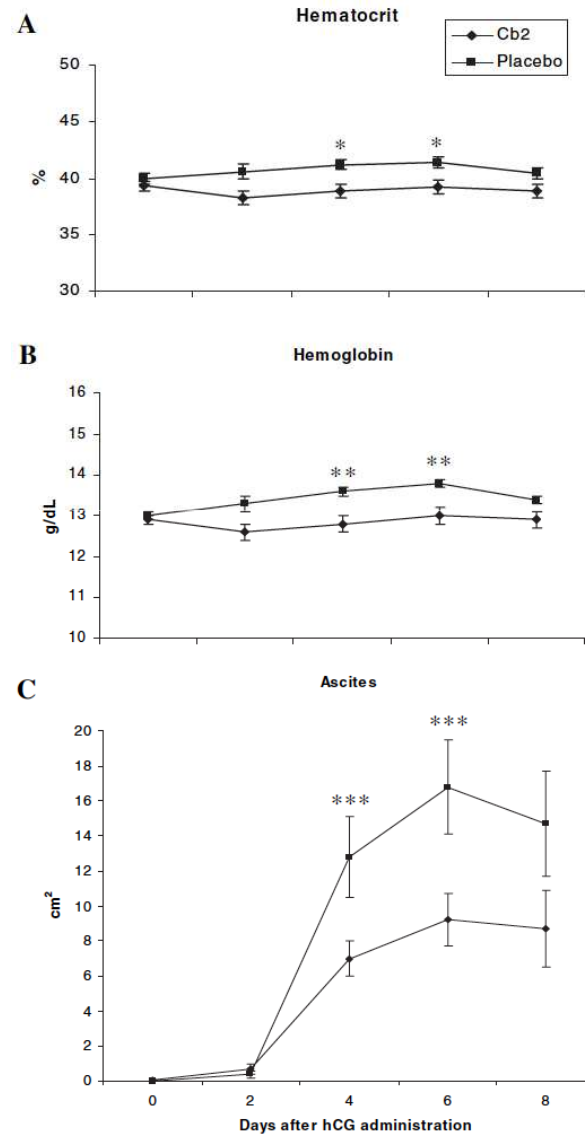 A
Hematocrit
Cb2
Placebo
50
45
40
35
30
%
*
*
B
Hemoglobin
16
15
14
13
12
11
10
g/dL
**
**
C
Ascites
20
18
16
14
12
10
8
6
4
2
0
cm²
***
***
0 2 4 6 8
Days after hCG administration